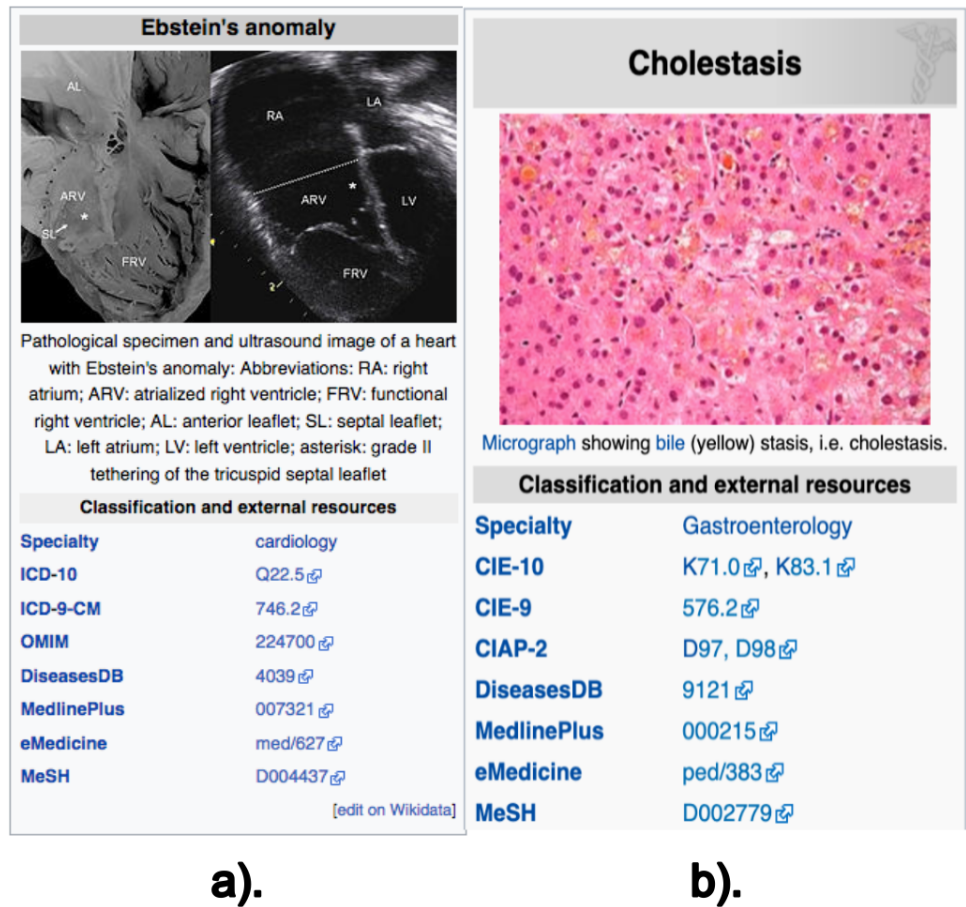 Ebstein's anomaly
AL
ARV
*
SL
FRV
RA
LA
ARV
*
LV
FRV
2
Pathological specimen and ultrasound image of a heart
with Ebstein's anomaly: Abbreviations: RA: right
atrium; ARV: atrialized right ventricle; FRV: functional
right ventricle; AL: anterior leaflet; SL: septal leaflet;
LA: left atrium; LV: left ventricle; asterisk: grade II
tethering of the tricuspid septal leaflet
Classification and external resources
Specialty cardiology
ICD-10 Q22.5
ICD-9-CM 746.2
OMIM 224700
DiseasesDB 4039
MedlinePlus 007321
eMedicine med/627
MeSH D004437
[edit on Wikidata]
a).
Cholestasis
Micrograph showing bile (yellow) stasis, i.e. cholestasis.
Classification and external resources
Specialty Gastroenterology
CIE-10 K71.0, K83.1
CIE-9 576.2
CIAP-2 D97, D98
DiseasesDB 9121
MedlinePlus 000215
eMedicine ped/383
MeSH D002779
b).